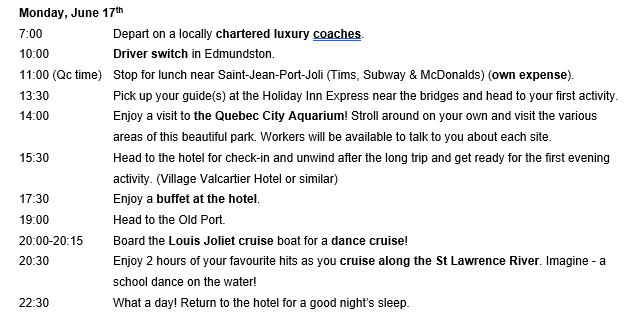 Monday, June 17th
7:00 Depart on a locally chartered luxury coaches.
10:00 Driver switch in Edmundston.
11:00 (Qc time) Stop for lunch near Saint-Jean-Port-Joli (Tims, Subway & McDonalds) (own expense).
13:30 Pick up your guide(s) at the Holiday Inn Express near the bridges and head to your first activity.
14:00 Enjoy a visit to the Quebec City Aquarium! Stroll around on your own and visit the various
areas of this beautiful park. Workers will be available to talk to you about each site.
15:30 Head to the hotel for check-in and unwind after the long trip and get ready for the first evening
activity. (Village Valcartier Hotel or similar)
17:30 Enjoy a buffet at the hotel.
19:00 Head to the Old Port.
20:00-20:15 Board the Louis Joliet cruise boat for a dance cruise!
20:30 Enjoy 2 hours of your favourite hits as you cruise along the St Lawrence River. Imagine - a
school dance on the water!
22:30 What a day! Return to the hotel for a good night’s sleep.